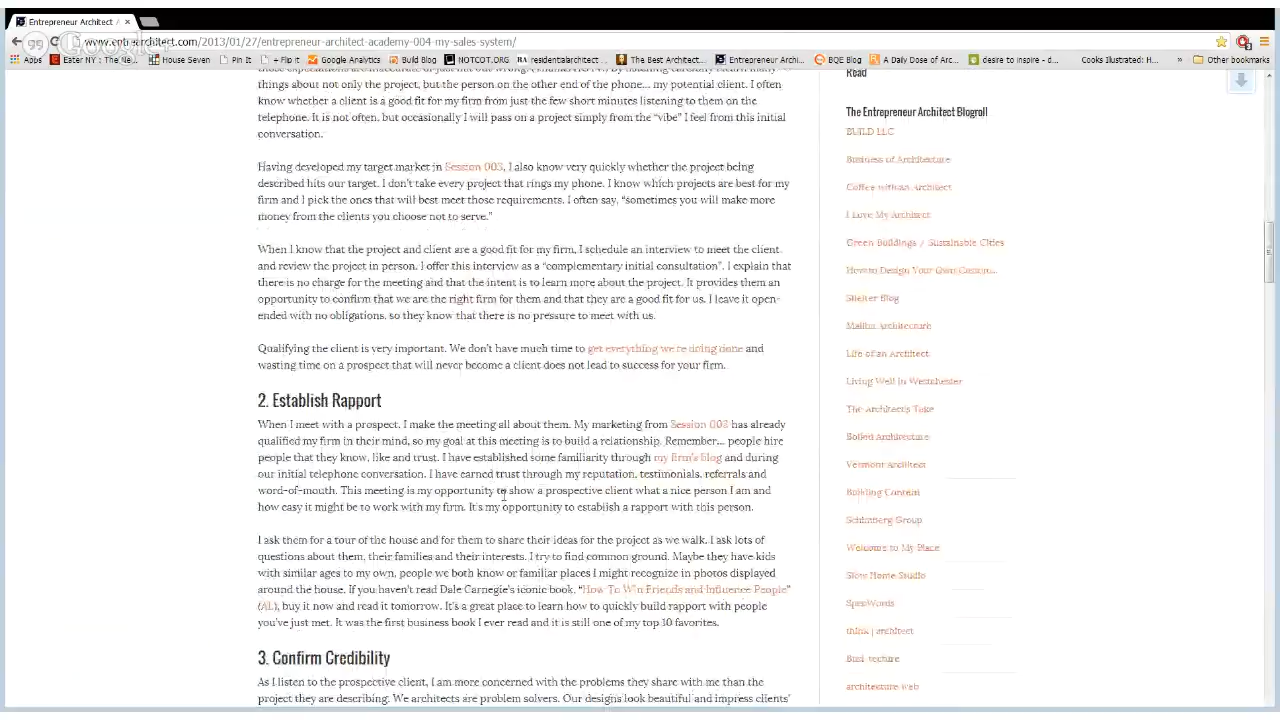 Entrepreneur Architect A
www.entrearchitect.com/2013/01/27/entrepreneur-architect-academy-004-my-sales-system/
Apps
Eater NY : The NE...
House Seven
Pin It
+ Flip it
Google Analytics
Build Blog
NOTCOT.ORG
residentalarchitect...
The Best Architect...
Entrepreneur Archi...
BQE Blog
A Daily Dose of Arc...
desire to inspire - d...
Cooks Illustrated: H...
»
Other bookmarks
things about not only the project, but the person on the other end of the phone... my potential client. I often
know whether a client is a good fit for my firm from just the few short minutes listening to them on the
telephone. It is not often, but occasionally I will pass on a project simply from the “vibe” I feel from this initial
conversation.
Having developed my target market in Session 003, I also know very quickly whether the project being
described hits our target. I don't take every project that rings my phone. I know which projects are best for my
firm and I pick the ones that will best meet those requirements. I often say, “sometimes you will make more
money from the clients you choose not to serve.”
When I know that the project and client are a good fit for my firm, I schedule an interview to meet the client
and review the project in person. I offer this interview as a “complementary initial consultation”. I explain that
there is no charge for the meeting and that the intent is to learn more about the project. It provides them an
opportunity to confirm that we are the right firm for them and that they are a good fit for us. I leave it open-
ended with no obligations, so they know that there is no pressure to meet with us.
Qualifying the client is very important. We don't have much time to get everything we're doing done and
wasting time on a prospect that will never become a client does not lead to success for your firm.
2. Establish Rapport
When I meet with a prospect, I make the meeting all about them. My marketing from Session 003 has already
qualified my firm in their mind, so my goal at this meeting is to build a relationship. Remember... people hire
people that they know, like and trust. I have established some familiarity through my firm's blog and during
our initial telephone conversation. I have earned trust through my reputation, testimonials, referrals and
word-of-mouth. This meeting is my opportunity to show a prospective client what a nice person I am and
how easy it might be to work with my firm. It's my opportunity to establish a rapport with this person.
I ask them for a tour of the house and for them to share their ideas for the project as we walk. I ask lots of
questions about them, their families and their interests. I try to find common ground. Maybe they have kids
with similar ages to my own, people we both know or familiar places I might recognize in photos displayed
around the house. If you haven't read Dale Carnegie's iconic book, “How To Win Friends and Influence People”
(AL), buy it now and read it tomorrow. It's a great place to learn how to quickly build rapport with people
you've just met. It was the first business book I ever read and it is still one of my top 10 favorites.
3. Confirm Credibility
As I listen to the prospective client, I am more concerned with the problems they share with me than the
project they are describing. We architects are problem solvers. Our designs look beautiful and impress clients'
Read
The Entrepreneur Architect Blogroll
BUILD LLC
Business of Architecture
Coffee with an Architect
I Love My Architect
Green Buildings / Sustainable Cities
How to Design Your Own Custom...
Shelter Blog
Malibu Architecture
Life of an Architect
Living Well in Westchester
The Architect's Take
Boiled Architecture
Vermont Architect
Building Content
Schimberg Group
Welcome to My Place
Slow Home Studio
SpecWords
think | architect
Busi-tecture
architecture web